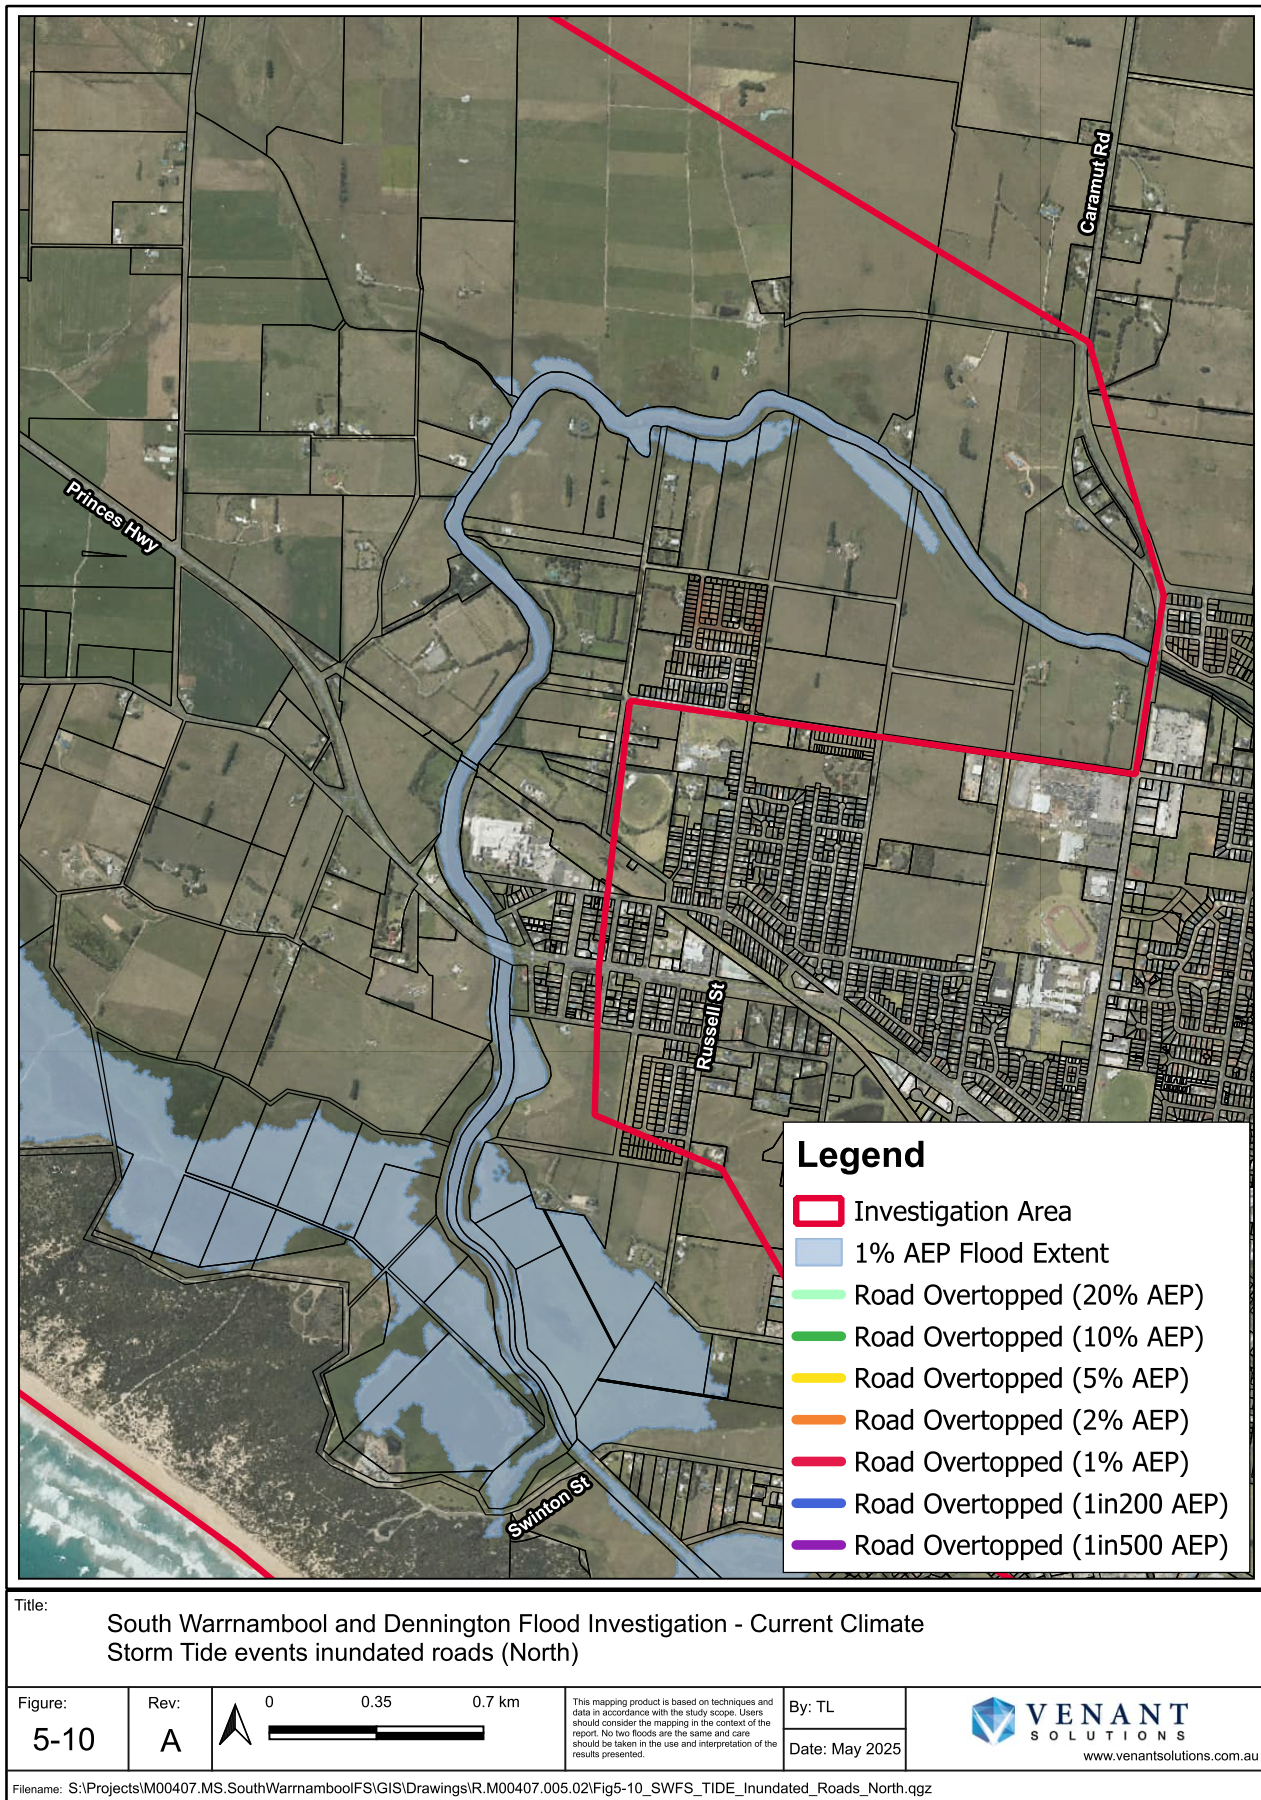 Caramut Rd
Princes Hwy
Russell St
Swinton St
Legend
Investigation Area
1% AEP Flood Extent
Road Overtopped (20% AEP)
Road Overtopped (10% AEP)
Road Overtopped (5% AEP)
Road Overtopped (2% AEP)
Road Overtopped (1% AEP)
Road Overtopped (1in200 AEP)
Road Overtopped (1in500 AEP)
Title:
South Warrnambool and Dennington Flood Investigation - Current Climate
Storm Tide events inundated roads (North)
Figure:
5-10
Rev:
A
0 0.35 0.7 km
This mapping product is based on techniques and
data in accordance with the study scope. Users
should consider the mapping in the context of the
report. No two floods are the same and care
should be taken in the use and interpretation of the
results presented.
By: TL
Date: May 2025
VENANT
SOLUTIONS
www.venantsolutions.com.au
Filename: S:\Projects\M00407.MS.SouthWarrnamboolFS\GIS\Drawings\R.M00407.005.02\Fig5-10_SWFS_TIDE_Inundated_Roads_North.qgz